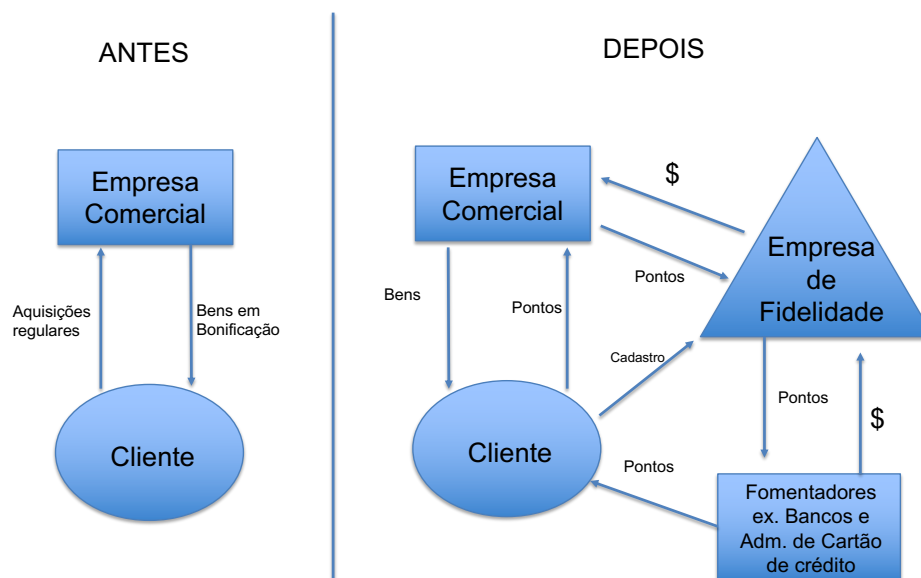 ANTES
Empresa
Comercial
Aquisições
regulares
Bens em
Bonificação
Cliente
DEPOIS
Empresa
Comercial
$
Pontos
Empresa
de
Fidelidade
Bens
Pontos
Cadastro
Cliente
Pontos
Pontos
$
Fomentadores
ex. Bancos e
Adm. de Cartão
de crédito